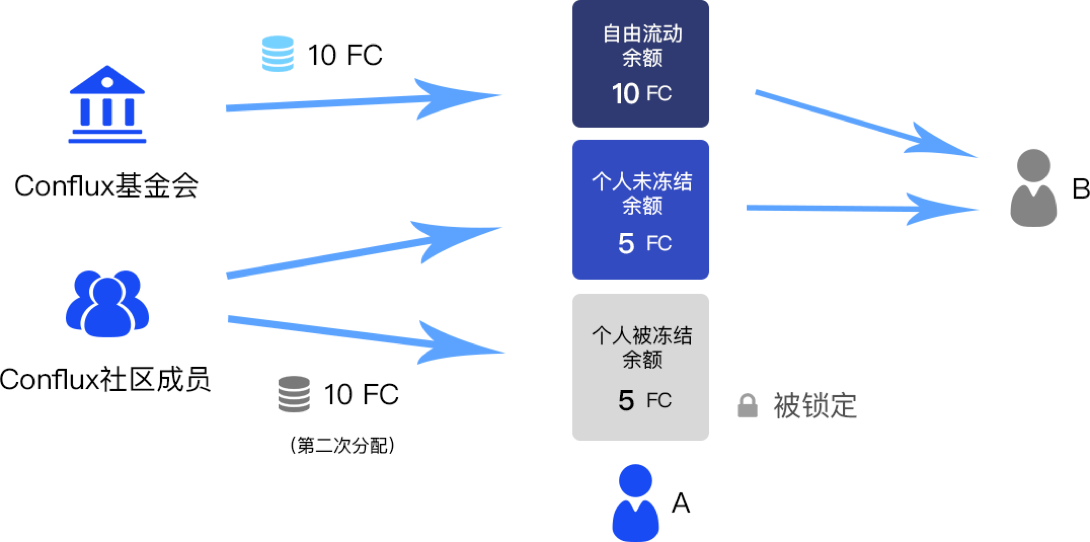 10 FC
Conflux基金会
Conflux社区成员
10 FC
（第二次分配）
自由流动
余额
10 FC
个人未冻结
余额
5 FC
个人被冻结
余额
5 FC
被锁定
A
B